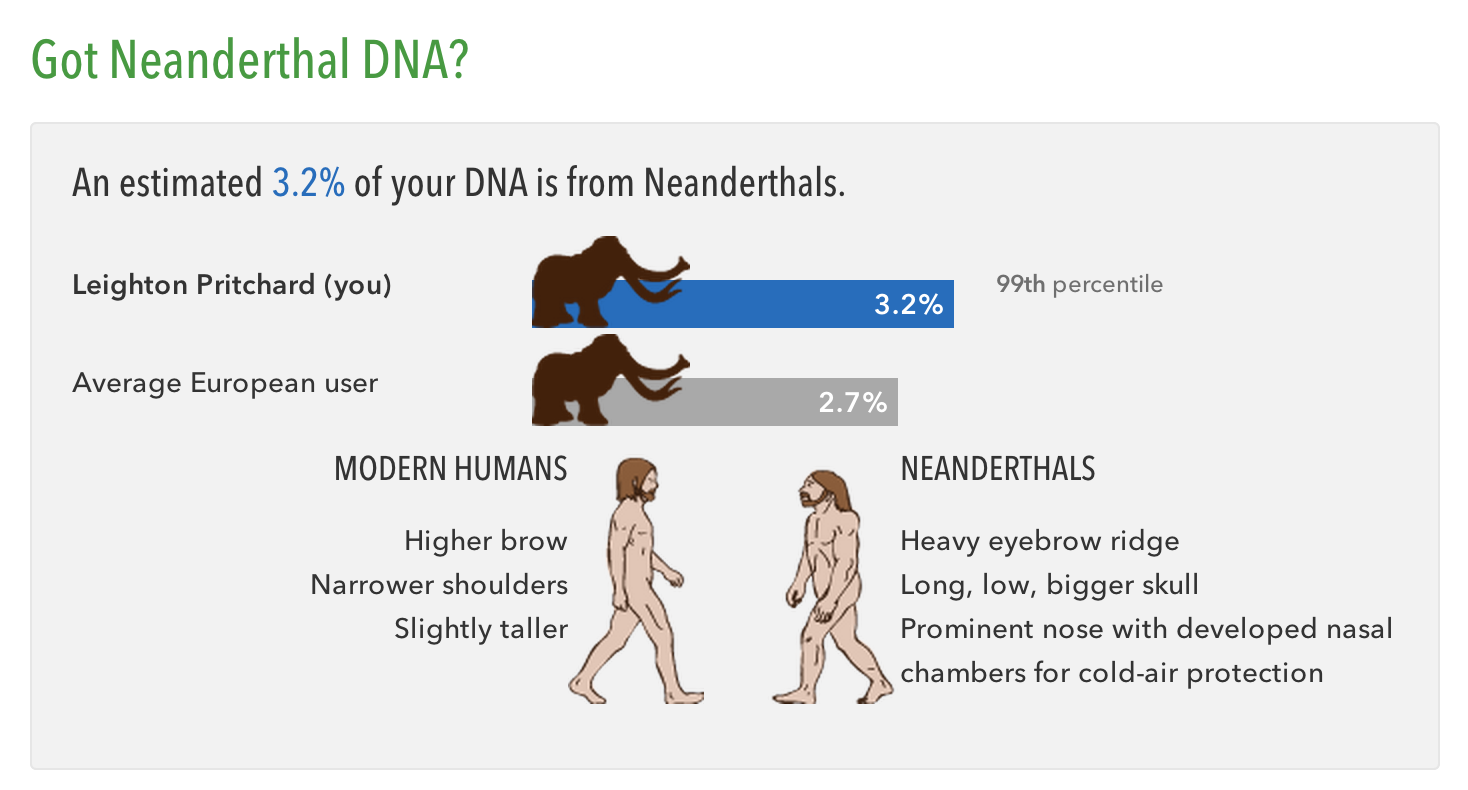 Got Neanderthal DNA?
An estimated 3.2% of your DNA is from Neanderthals.
Leighton Pritchard (you)
3.2%
99th percentile
Average European user
2.7%
MODERN HUMANS
Higher brow
Narrower shoulders
Slightly taller
NEANDERTHALS
Heavy eyebrow ridge
Long, low, bigger skull
Prominent nose with developed nasal
chambers for cold-air protection